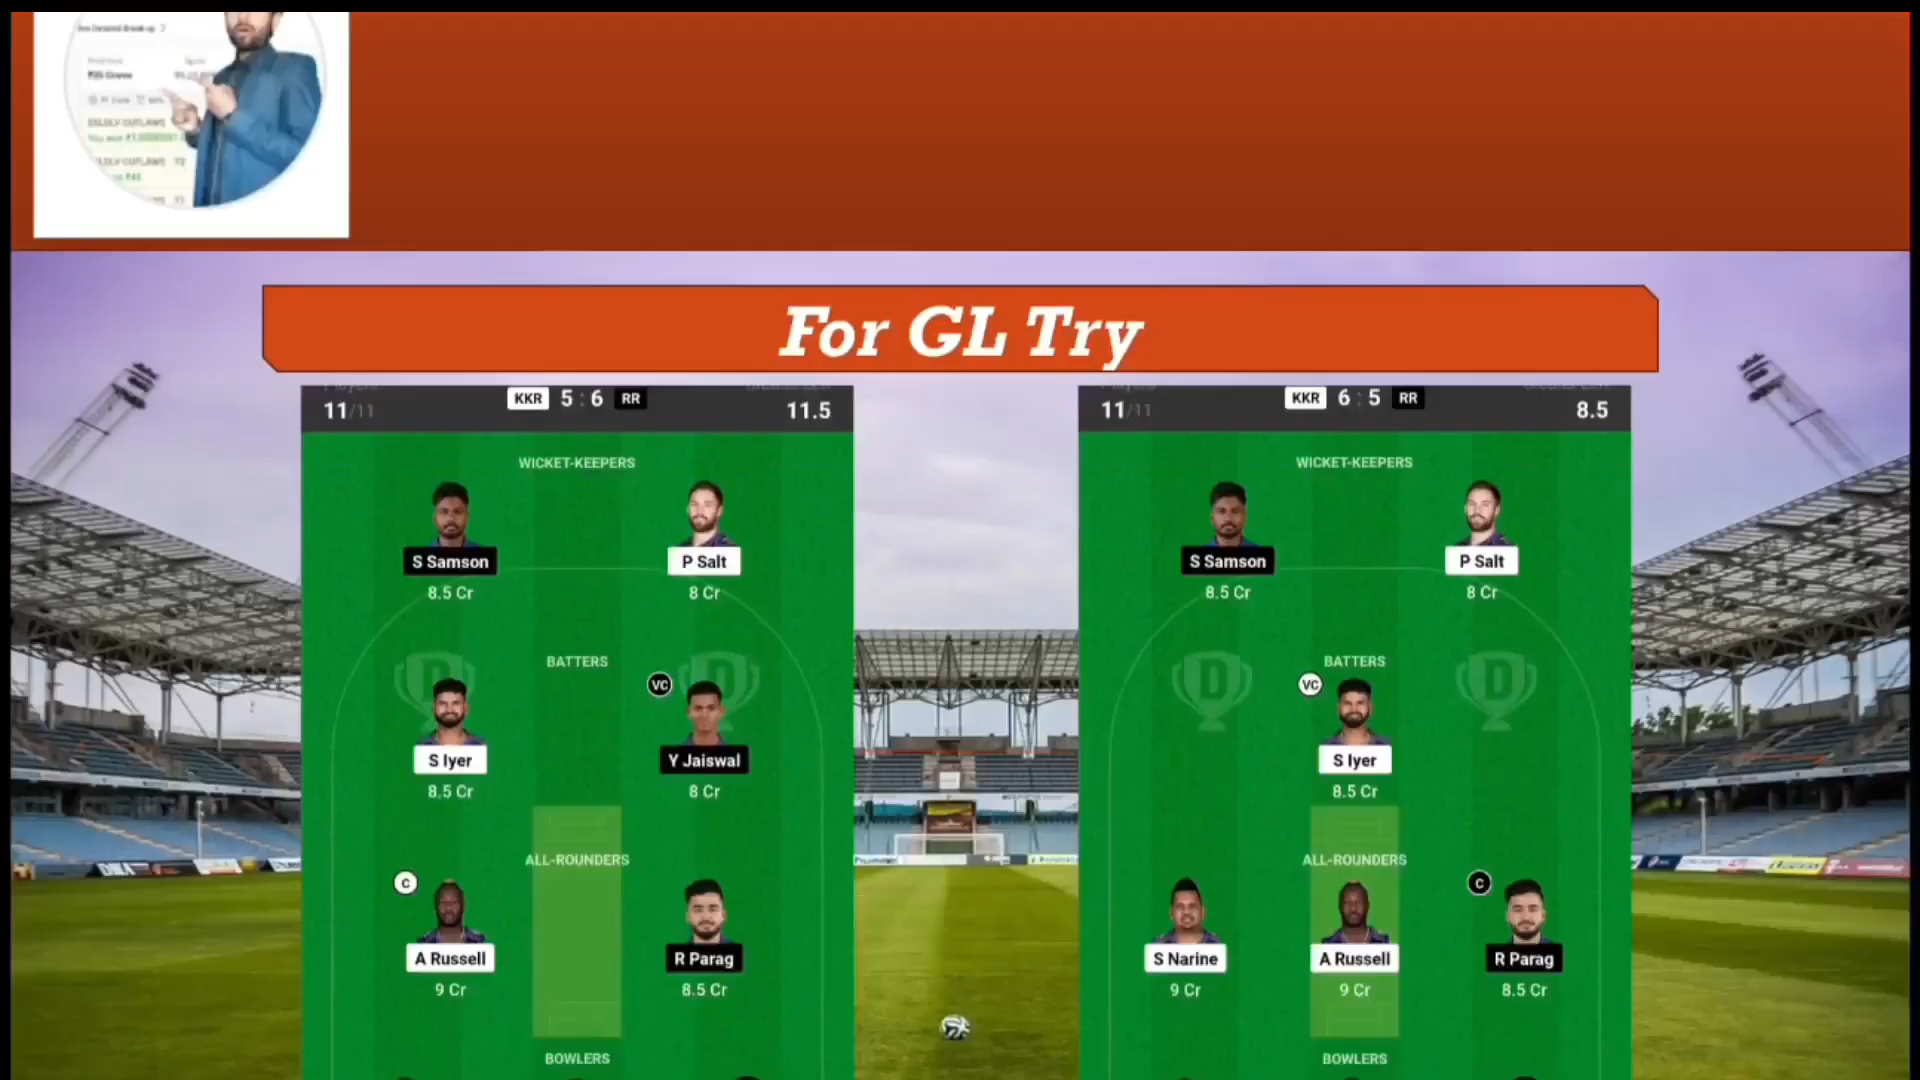 For GL Try
11/11 KKR 5 : 6 RR 11.5
WICKET-KEEPERS
S Samson P Salt
8.5 Cr 8 Cr
BATTERS
VC
S Iyer Y Jaiswal
8.5 Cr 8 Cr
ALL-ROUNDERS
C
A Russell R Parag
9 Cr 8.5 Cr
BOWLERS
11/11 KKR 6 : 5 RR 8.5
WICKET-KEEPERS
S Samson P Salt
8.5 Cr 8 Cr
BATTERS
VC
S Iyer
8.5 Cr
ALL-ROUNDERS
C
S Narine A Russell R Parag
9 Cr 9 Cr 8.5 Cr
BOWLERS